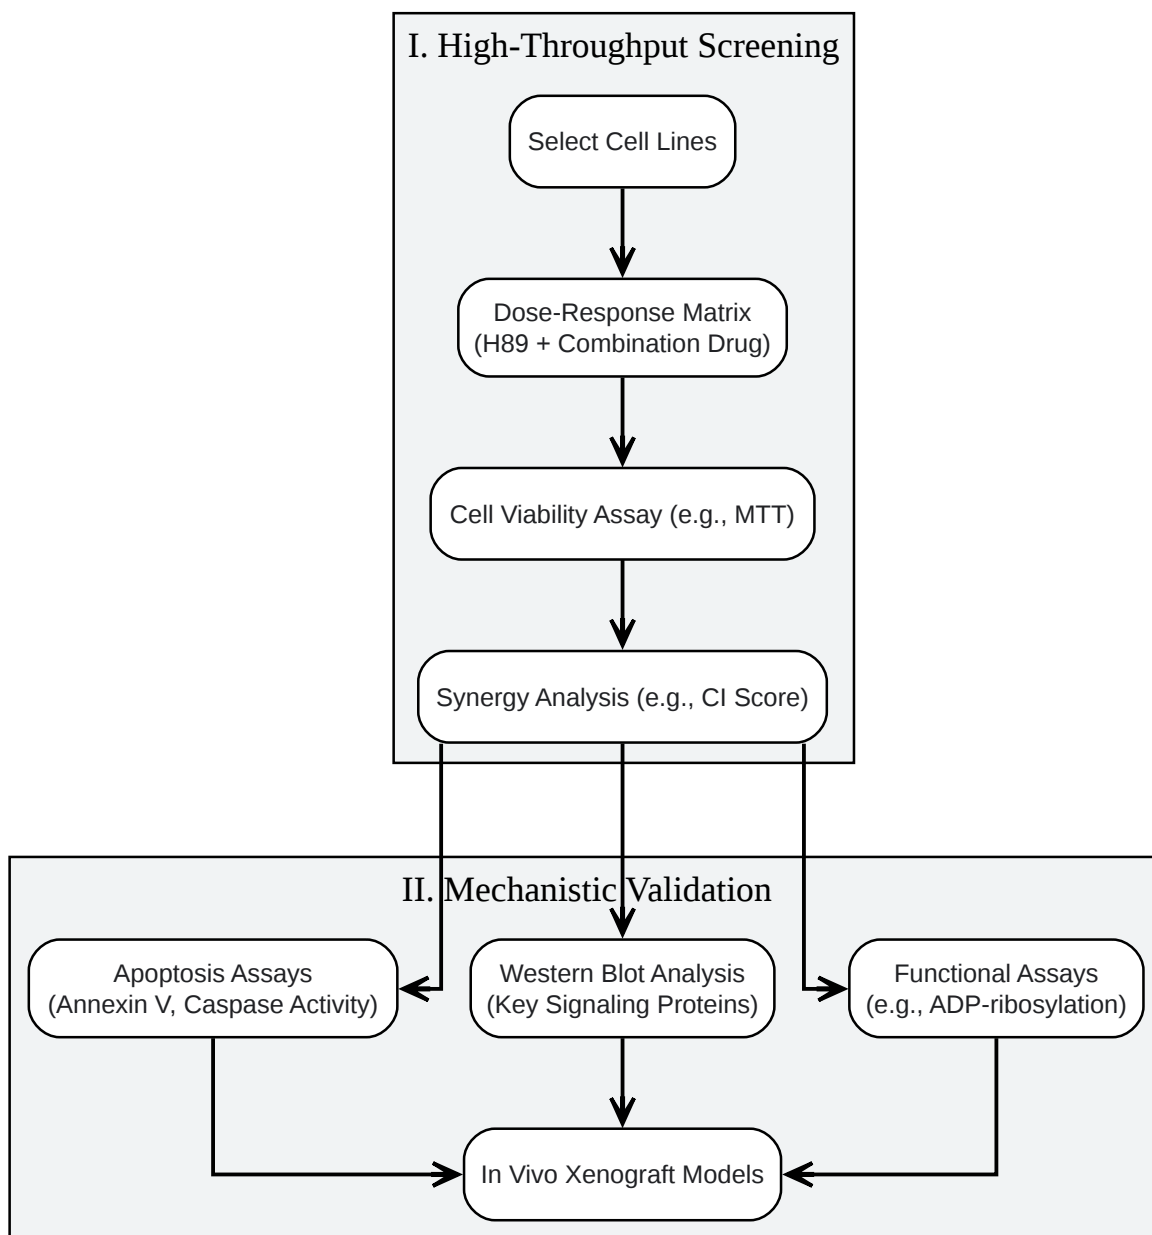 I. High-Throughput Screening
Select Cell Lines
Dose-Response Matrix
(H89 + Combination Drug)
Cell Viability Assay (e.g., MTT)
Synergy Analysis (e.g., CI Score)
II. Mechanistic Validation
Apoptosis Assays
(Annexin V, Caspase Activity)
Western Blot Analysis
(Key Signaling Proteins)
Functional Assays
(e.g., ADP-ribosylation)
In Vivo Xenograft Models